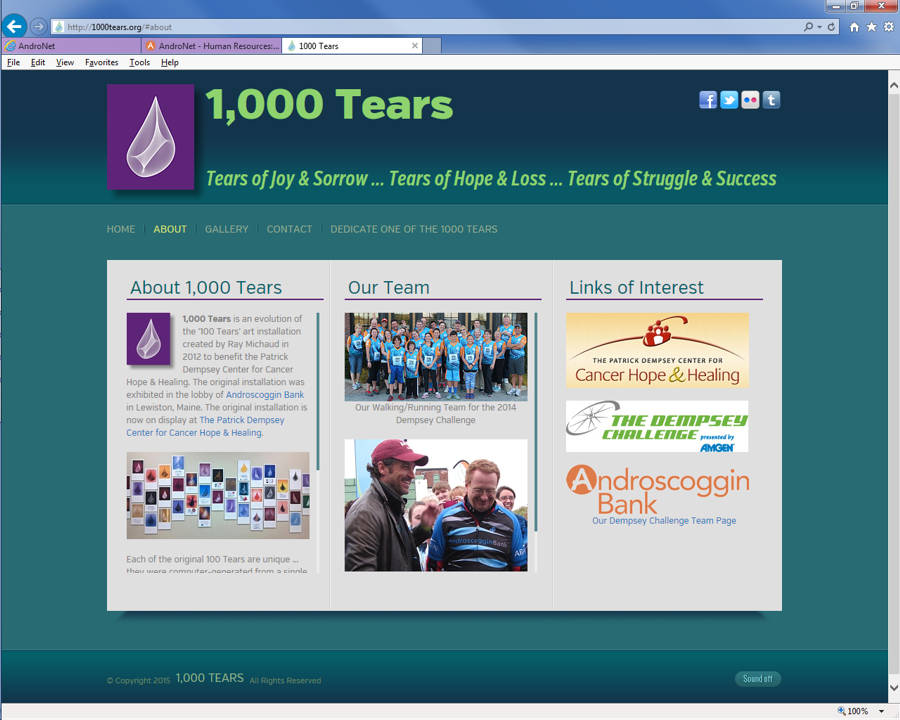 http://1000tears.org/#about
AndroNet
AndroNet - Human Resources:...
1000 Tears
File Edit View Favorites Tools Help
1,000 Tears
Tears of Joy & Sorrow ... Tears of Hope & Loss ... Tears of Struggle & Success
HOME
ABOUT
GALLERY
CONTACT
DEDICATE ONE OF THE 1000 TEARS
About 1,000 Tears
1,000 Tears is an evolution of
the '100 Tears' art installation
created by Ray Michaud in
2012 to benefit the Patrick
Dempsey Center for Cancer
Hope & Healing. The original installation was
exhibited in the lobby of Androscoggin Bank
in Lewiston, Maine. The original installation is
now on display at The Patrick Dempsey
Center for Cancer Hope & Healing.
Each of the original 100 Tears are unique ...
they were computer-generated from a single
Our Team
Our Walking/Running Team for the 2014
Dempsey Challenge
AndroscogginBank
Links of Interest
THE PATRICK DEMPSEY CENTER FOR
Cancer Hope & Healing
THE DEMPSEY
CHALLENGE presented by
AMGEN
Androscoggin
Bank
Our Dempsey Challenge Team Page
© Copyright 2015 1,000 TEARS All Rights Reserved
Sound off
100%